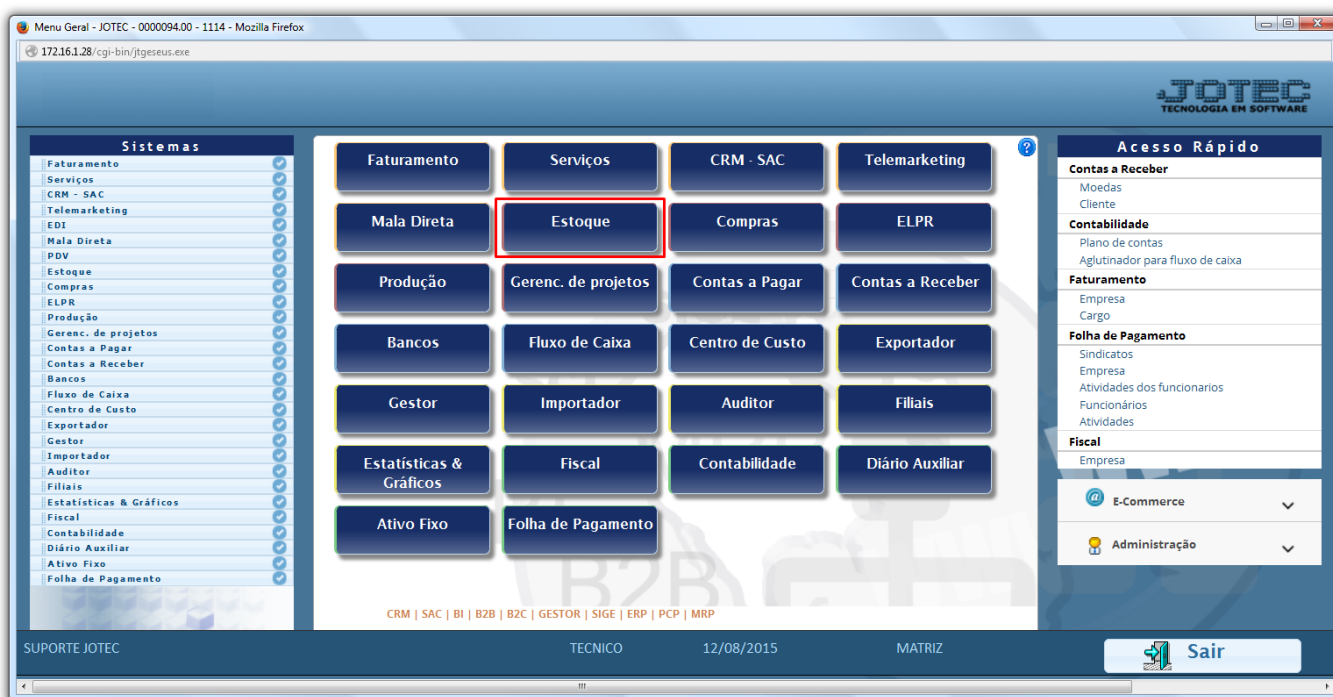 Menu Geral - JOTEC - 0000094.00 - 1114 - Mozilla Firefox
172.16.1.28/cgi-bin/jtgeseus.exe
JOTEC
TECNOLOGIA EM SOFTWARE
Sistemas
Faturamento
Serviços
CRM - SAC
Telemarketing
EDI
Mala Direta
PDV
Estoque
Compras
ELPR
Produção
Gerenc. de projetos
Contas a Pagar
Contas a Receber
Bancos
Fluxo de Caixa
Centro de Custo
Exportador
Gestor
Importador
Auditor
Filiais
Estatísticas & Gráficos
Fiscal
Contabilidade
Diário Auxiliar
Ativo Fixo
Folha de Pagamento
Faturamento Serviços CRM - SAC Telemarketing
Mala Direta Estoque Compras ELPR
Produção Gerenc. de projetos Contas a Pagar Contas a Receber
Bancos Fluxo de Caixa Centro de Custo Exportador
Gestor Importador Auditor Filiais
Estatísticas & Gráficos Fiscal Contabilidade Diário Auxiliar
Ativo Fixo Folha de Pagamento
B2B
CRM | SAC | BI | B2B | B2C | GESTOR | SIGE | ERP | PCP | MRP
Acesso Rápido
Contas a Receber
Moedas
Cliente
Contabilidade
Plano de contas
Aglutinador para fluxo de caixa
Faturamento
Empresa
Cargo
Folha de Pagamento
Sindicatos
Empresa
Atividades dos funcionarios
Funcionários
Atividades
Fiscal
Empresa
E-Commerce
Administração
SUPORTE JOTEC TECNICO 12/08/2015 MATRIZ Sair